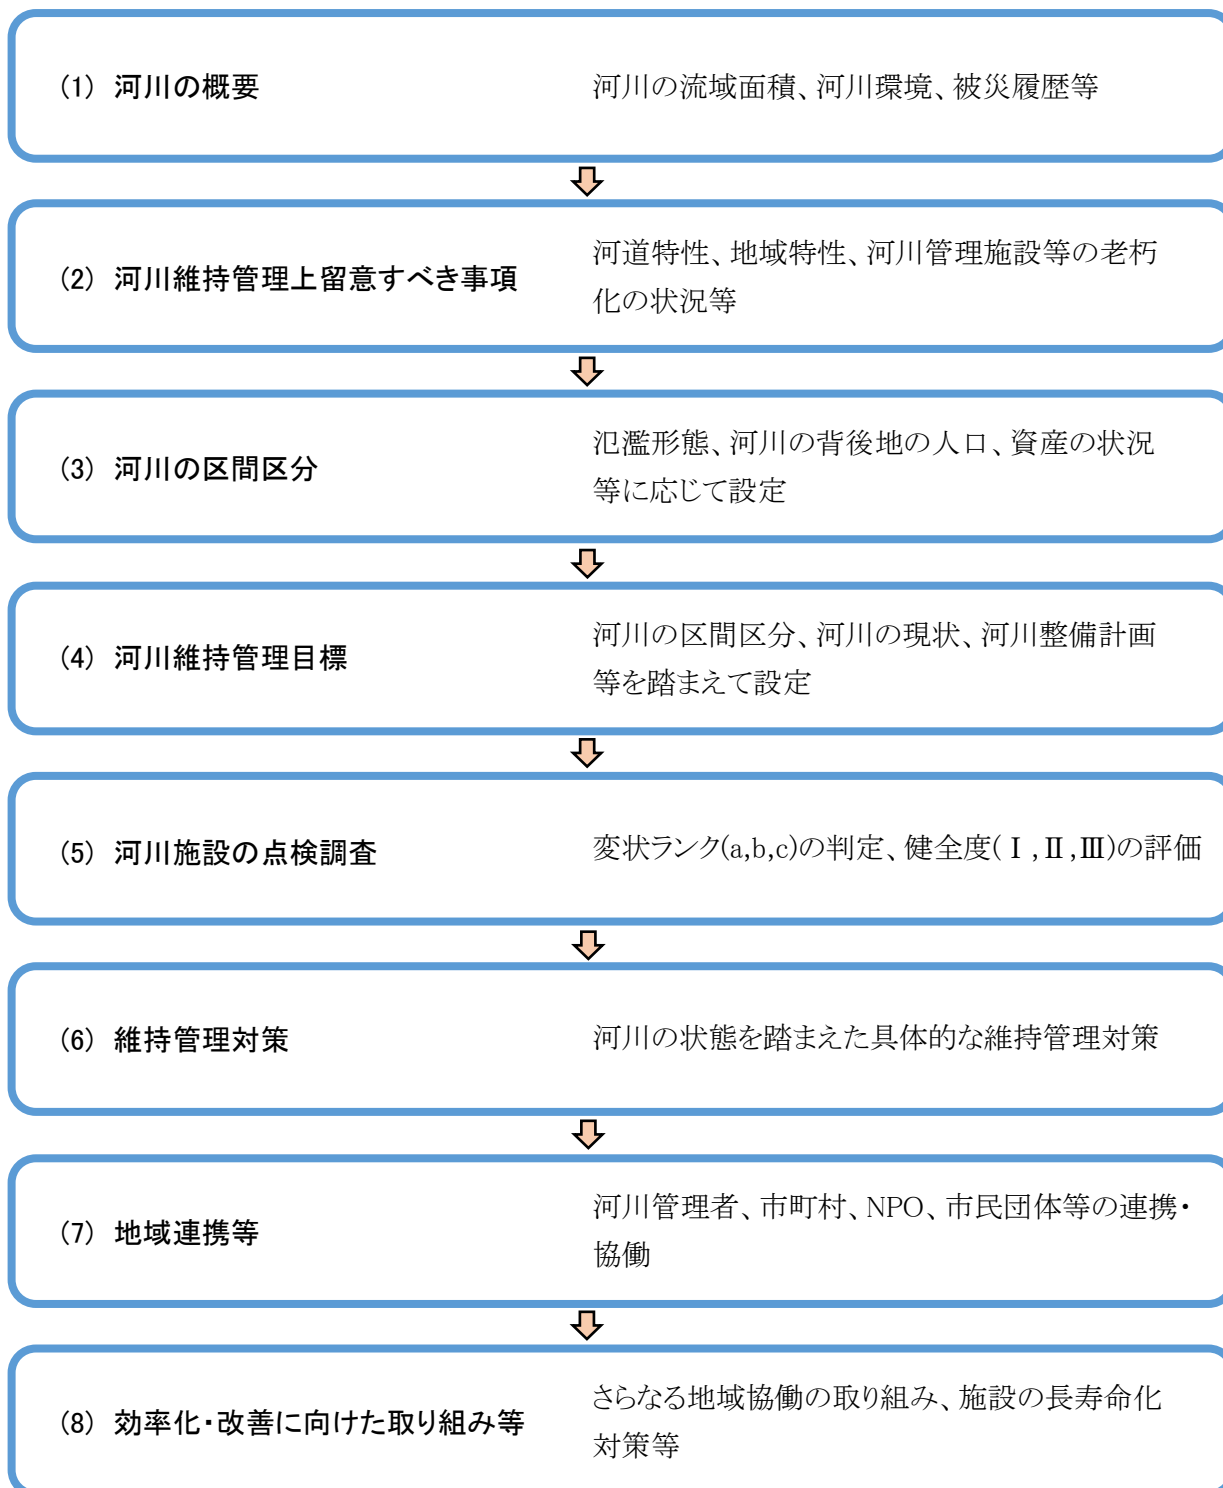 (1) 河川の概要
河川の流域面積、河川環境、被災履歴等
(2) 河川維持管理上留意すべき事項
河道特性、地域特性、河川管理施設等の老朽
化の状況等
(3) 河川の区間区分
氾濫形態、河川の背後地の人口、資産の状況
等に応じて設定
(4) 河川維持管理目標
河川の区間区分、河川の現状、河川整備計画
等を踏まえて設定
(5) 河川施設の点検調査
変状ランク(a,b,c)の判定、健全度(Ⅰ,Ⅱ,Ⅲ)の評価
(6) 維持管理対策
河川の状態を踏まえた具体的な維持管理対策
(7) 地域連携等
河川管理者、市町村、NPO、市民団体等の連携・
協働
(8) 効率化・改善に向けた取り組み等
さらなる地域協働の取り組み、施設の長寿命化
対策等